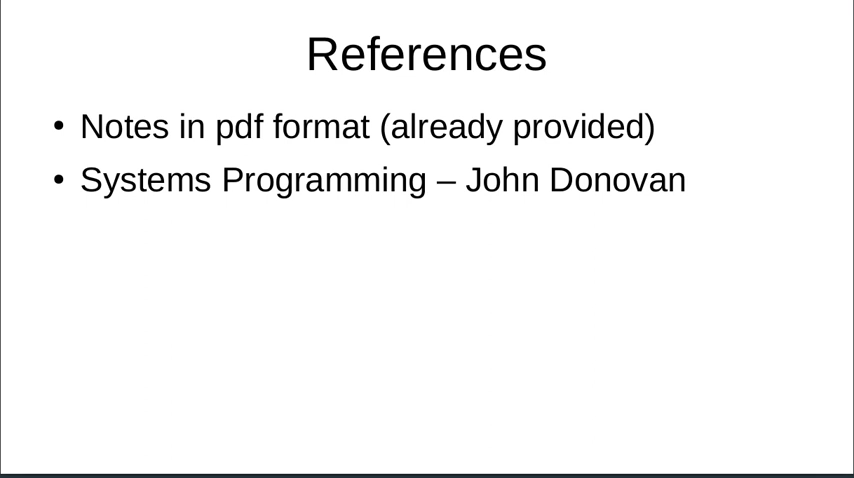 References
• Notes in pdf format (already provided)
• Systems Programming – John Donovan